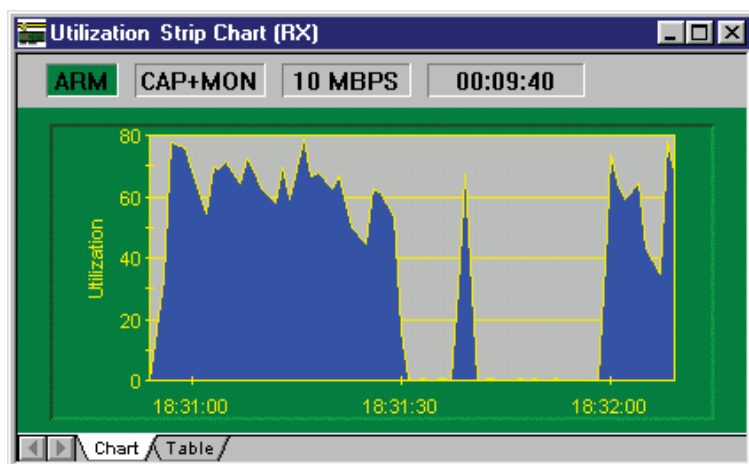 Utilization Strip Chart (RX)
ARM CAP+MON 10 MBPS 00:09:40
80
60
40
20
0
Utilization
18:31:00 18:31:30 18:32:00
Chart Table